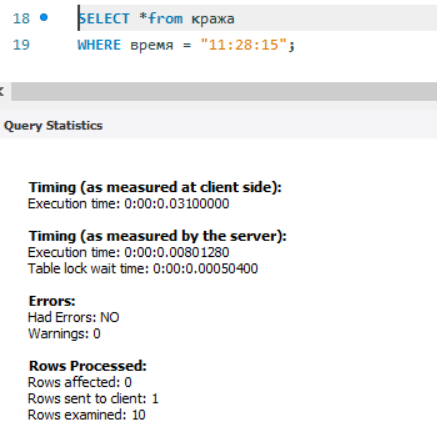 18 SELECT *from кража
19 WHERE время = "11:28:15";
Query Statistics
Timing (as measured at client side):
Execution time: 0:00:0.03100000
Timing (as measured by the server):
Execution time: 0:00:0.00801280
Table lock wait time: 0:00:0.00050400
Errors:
Had Errors: NO
Warnings: 0
Rows Processed:
Rows affected: 0
Rows sent to client: 1
Rows examined: 10